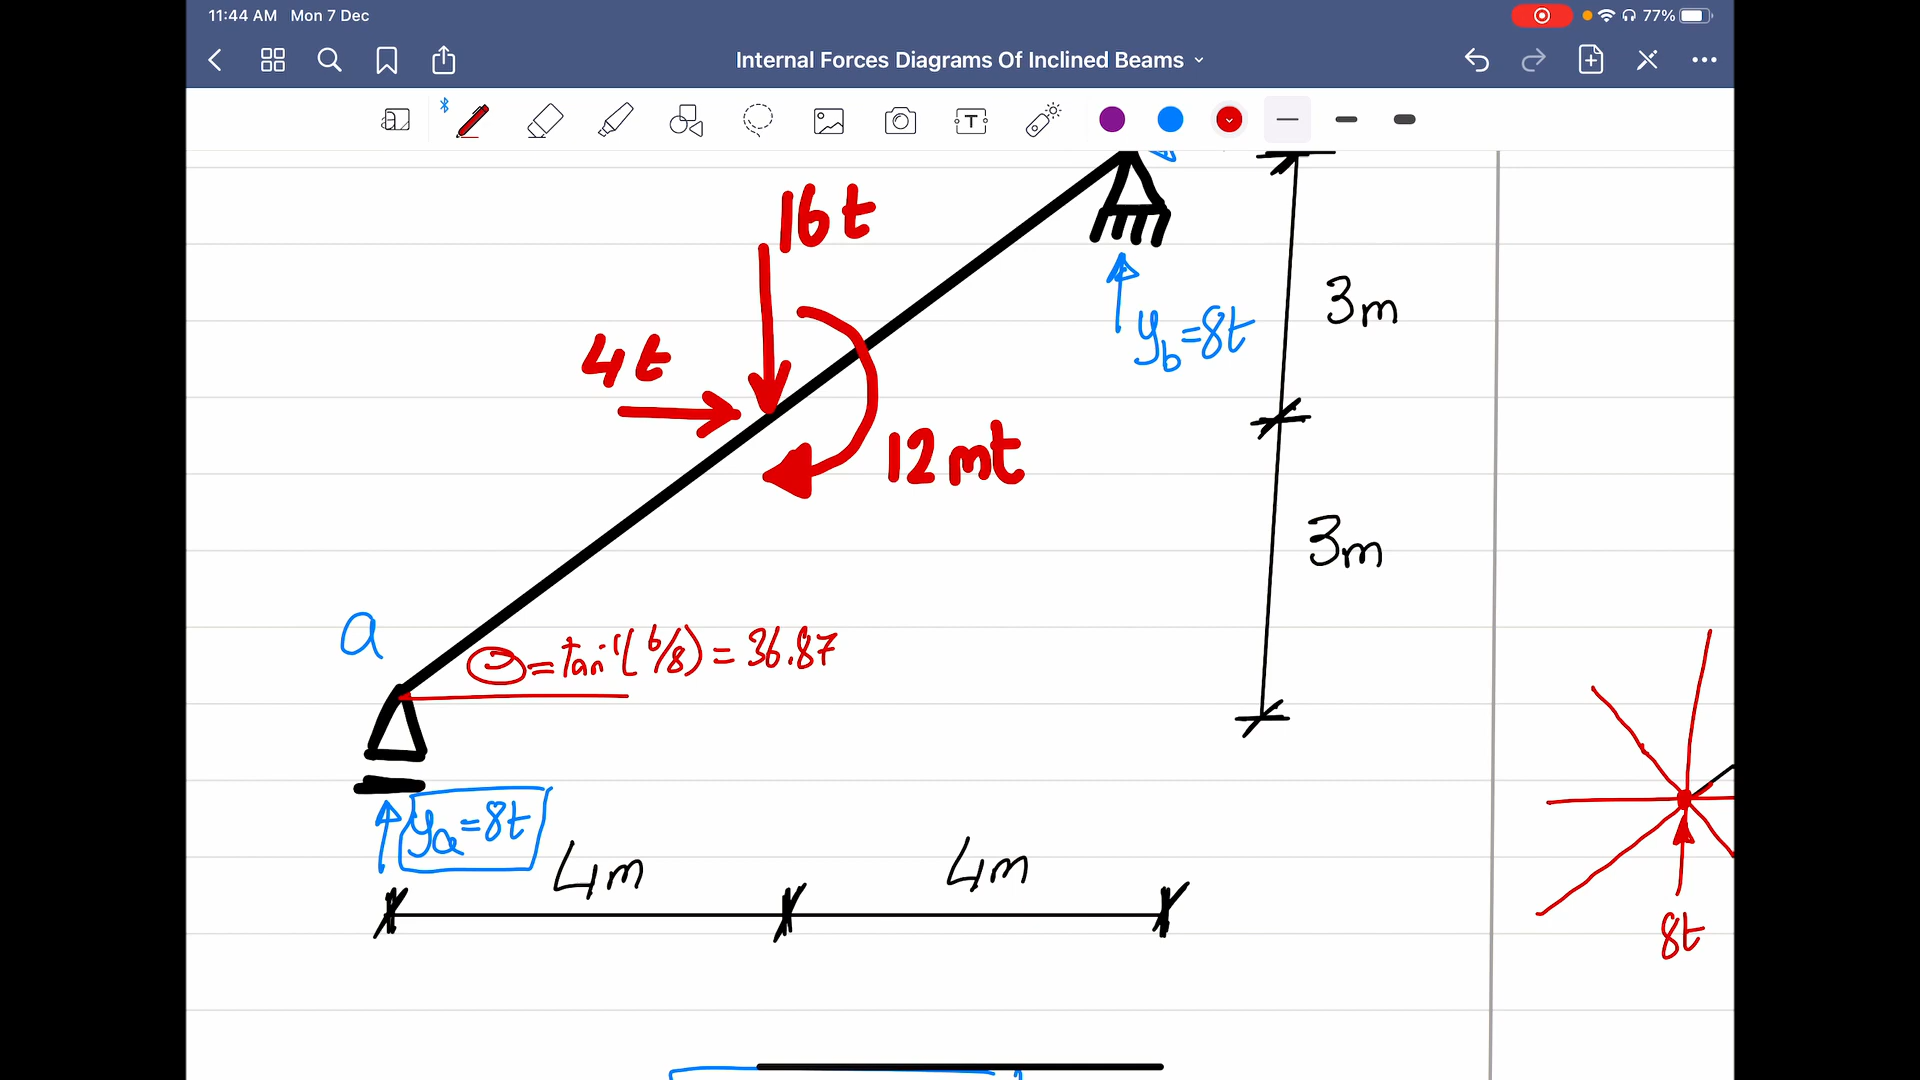 11:44 AM Mon 7 Dec
77%
Internal Forces Diagrams Of Inclined Beams
T
16t
4t
12mt
yb=8t
3m
3m
a
θ=tan⁻¹(6/8)=36.87
ya=8t
4m
4m
8t